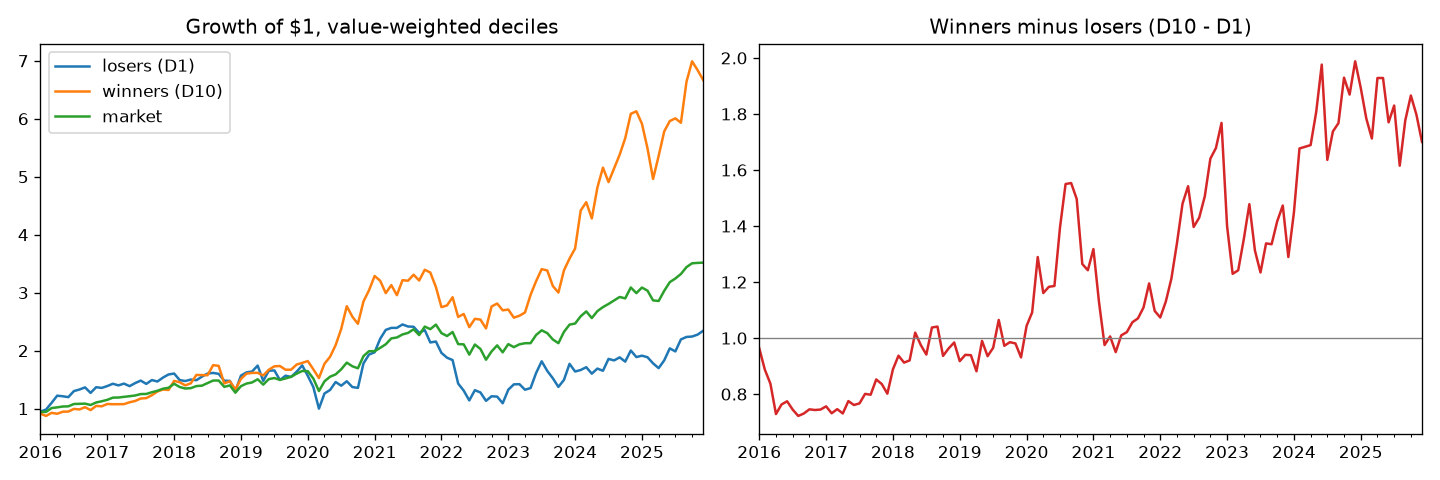 Growth of $1, value-weighted deciles
losers (D1)
winners (D10)
market
7
6
5
4
3
2
1
2016 2017 2018 2019 2020 2021 2022 2023 2024 2025
Winners minus losers (D10 - D1)
2.0
1.8
1.6
1.4
1.2
1.0
0.8
2016 2017 2018 2019 2020 2021 2022 2023 2024 2025